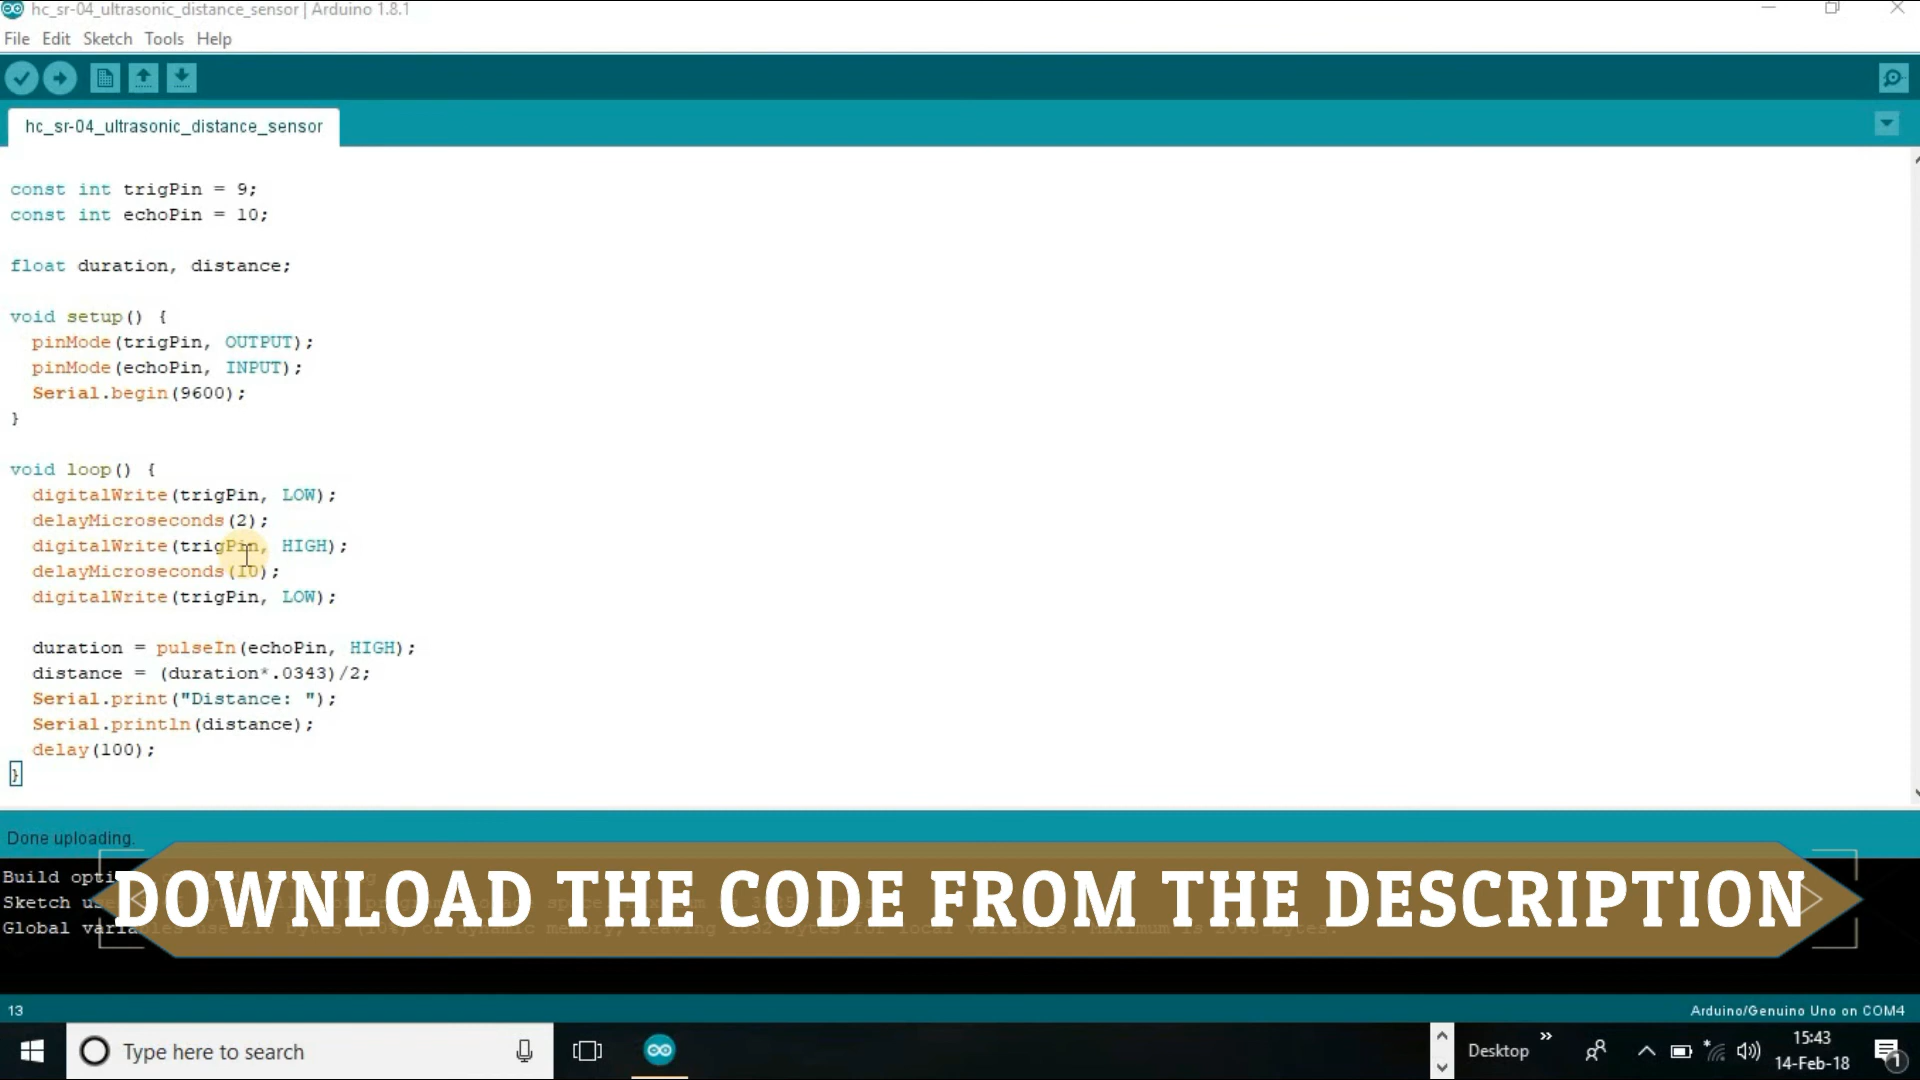 hc_sr-04_ultrasonic_distance_sensor | Arduino 1.8.1
File Edit Sketch Tools Help
hc_sr-04_ultrasonic_distance_sensor
const int trigPin = 9;
const int echoPin = 10;
float duration, distance;
void setup() {
pinMode(trigPin, OUTPUT);
pinMode(echoPin, INPUT);
Serial.begin(9600);
}
void loop() {
digitalWrite(trigPin, LOW);
delayMicroseconds(2);
digitalWrite(trigPin, HIGH);
delayMicroseconds(10);
digitalWrite(trigPin, LOW);
duration = pulseIn(echoPin, HIGH);
distance = (duration*.0343)/2;
Serial.print("Distance: ");
Serial.println(distance);
delay(100);
}
Done uploading.
Build
Sketch
Global
DOWNLOAD THE CODE FROM THE DESCRIPTION
13
Arduino/Genuino Uno on COM4
Type here to search
Desktop
15:43
14-Feb-18
1